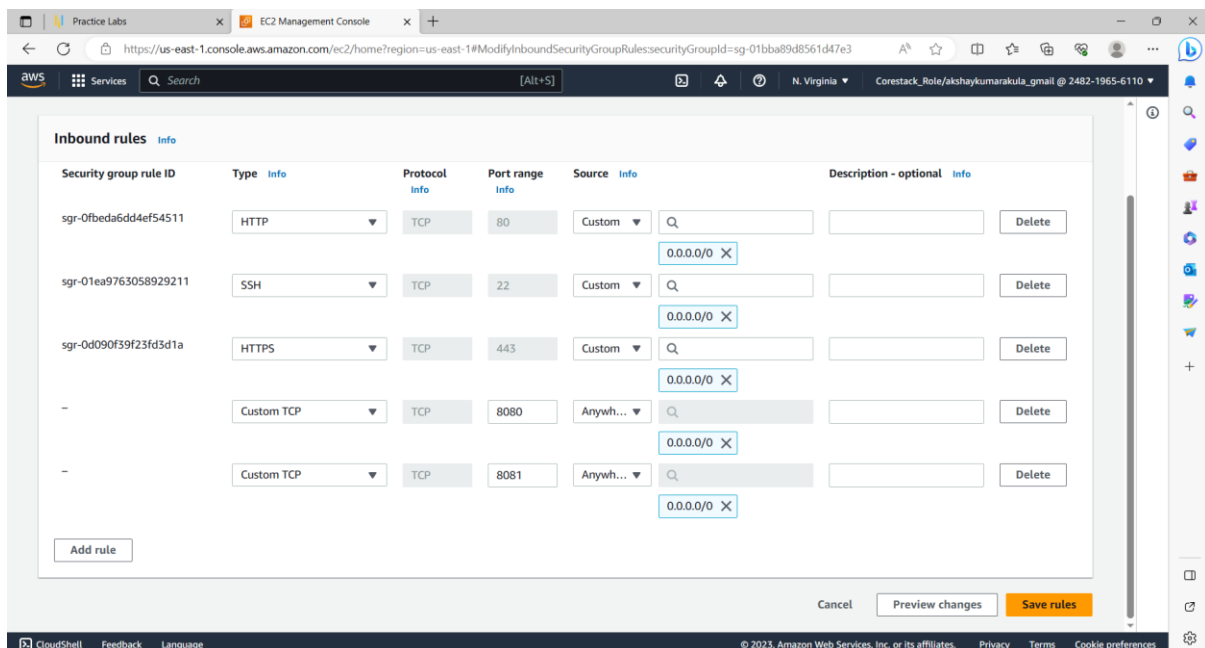 Practice Labs
EC2 Management Console
https://us-east-1.console.aws.amazon.com/ec2/home?region=us-east-1#ModifyInboundSecurityGroupRules:securityGroupId=sg-01bba89d8561d47e3
aws Services Search [Alt+S] N. Virginia Corestack_Role/akshaykumarakula_gmail @ 2482-1965-6110
Inbound rules Info
Security group rule ID Type Info Protocol Info Port range Info Source Info Description - optional Info
sgr-0fbeda6dd4ef54511 HTTP TCP 80 Custom Delete
0.0.0.0/0
sgr-01ea9763058929211 SSH TCP 22 Custom Delete
0.0.0.0/0
sgr-0d090f39f23fd3d1a HTTPS TCP 443 Custom Delete
0.0.0.0/0
– Custom TCP TCP 8080 Anywh... Delete
0.0.0.0/0
– Custom TCP TCP 8081 Anywh... Delete
0.0.0.0/0
Add rule
Cancel Preview changes Save rules
CloudShell Feedback Language © 2023, Amazon Web Services, Inc. or its affiliates. Privacy Terms Cookie preferences